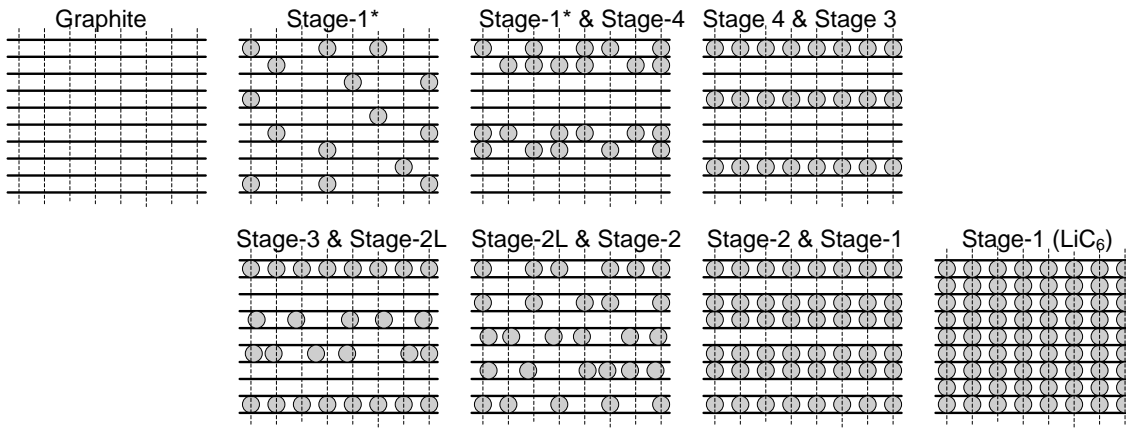 Graphite
Stage-1*
Stage-1* & Stage-4
Stage 4 & Stage 3
Stage-3 & Stage-2L
Stage-2L & Stage-2
Stage-2 & Stage-1
Stage-1 (LiC₆)